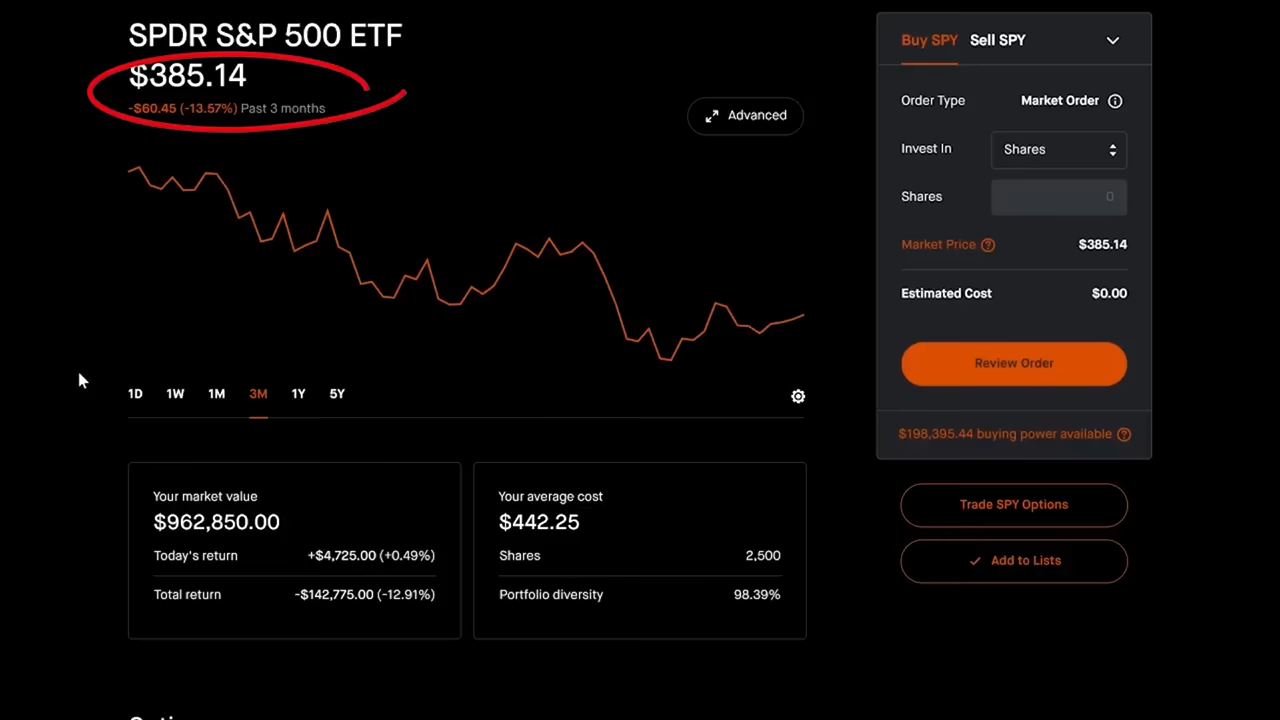 SPDR S&P 500 ETF
$385.14
-$60.45 (-13.57%) Past 3 months
Advanced
1D 1W 1M 3M 1Y 5Y
Your market value
$962,850.00
Today's return +$4,725.00 (+0.49%)
Total return -$142,775.00 (-12.91%)
Your average cost
$442.25
Shares 2,500
Portfolio diversity 98.39%
Buy SPY Sell SPY
Order Type Market Order
Invest In Shares
Shares 0
Market Price $385.14
Estimated Cost $0.00
Review Order
$198,395.44 buying power available
Trade SPY Options
Add to Lists